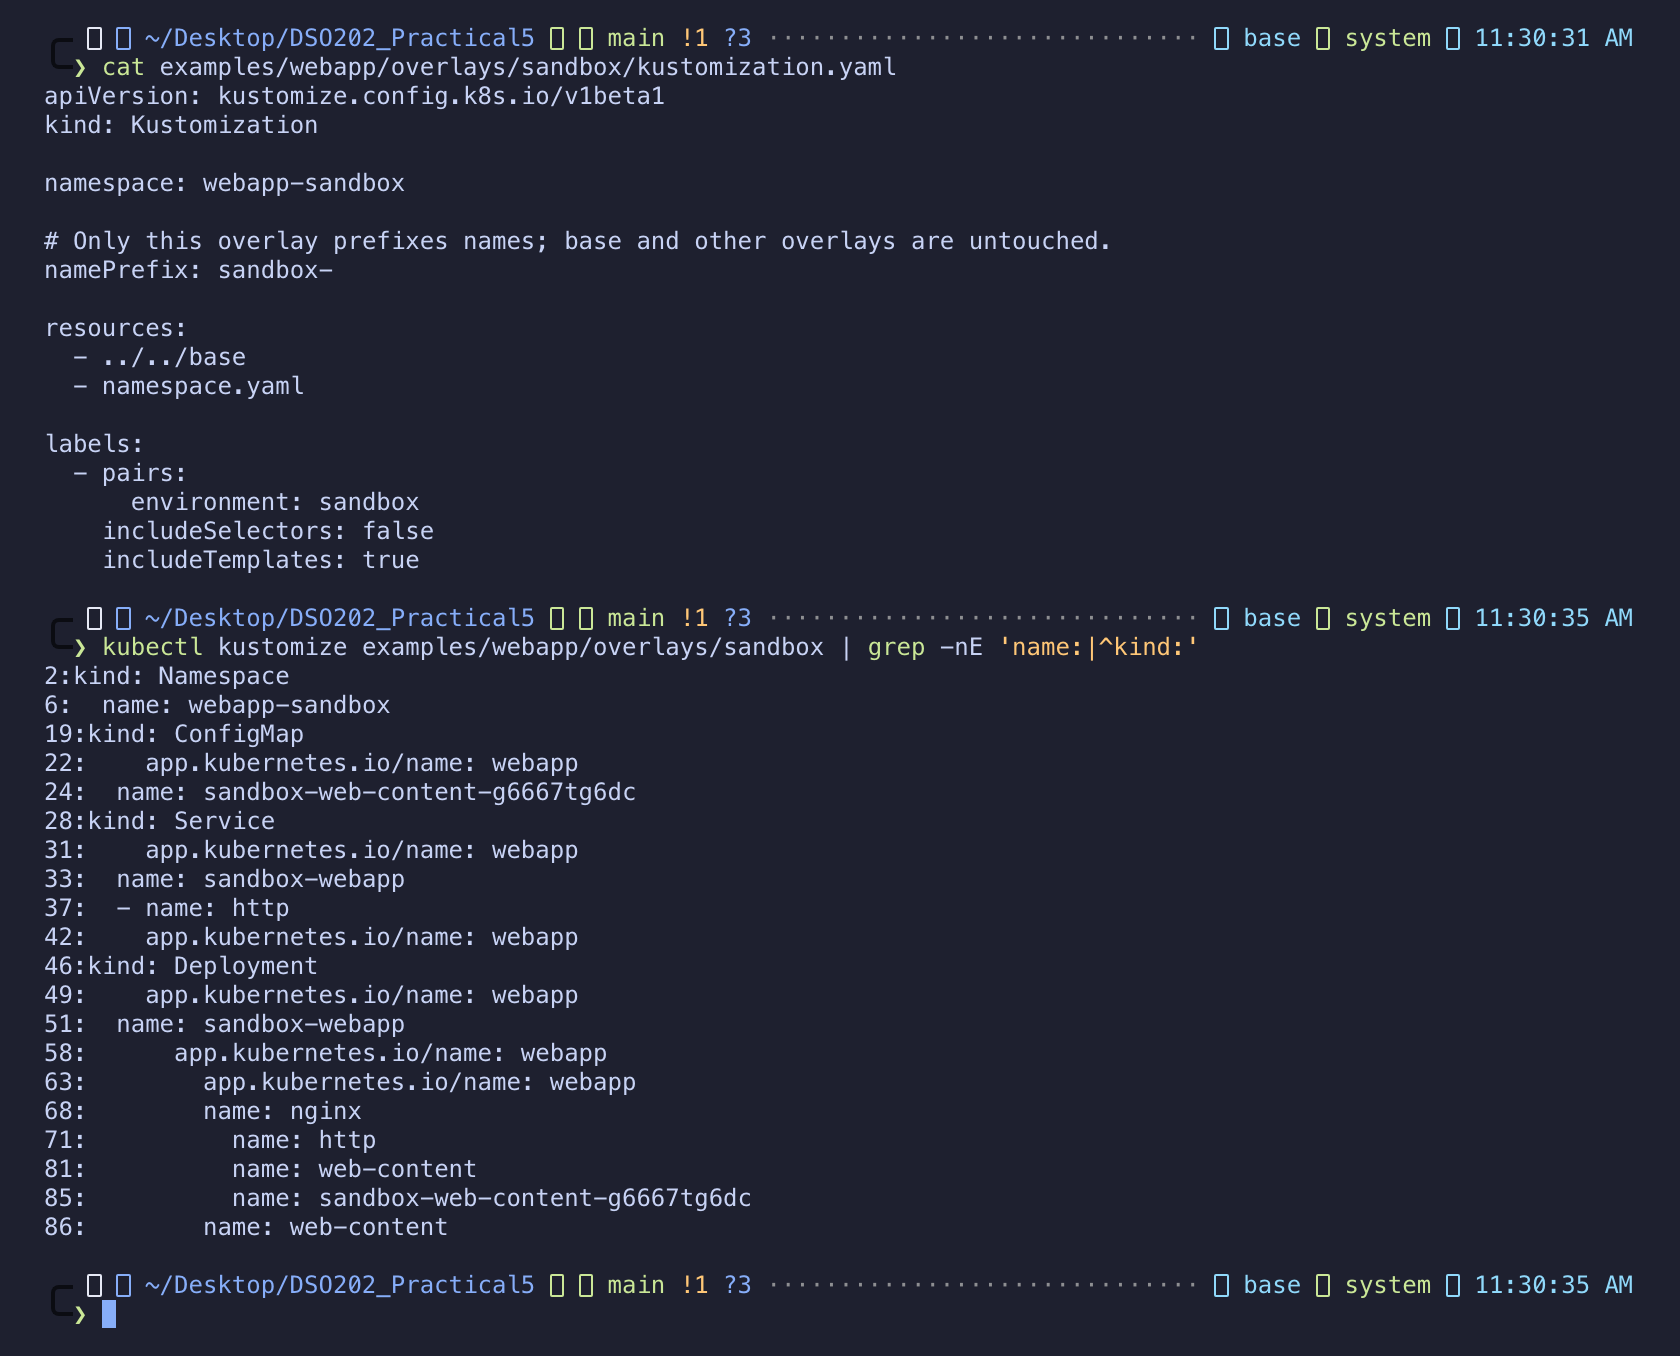 ~/Desktop/DSO202_Practical5 main !1 ?3 ······························ base system 11:30:31 AM
❯ cat examples/webapp/overlays/sandbox/kustomization.yaml
apiVersion: kustomize.config.k8s.io/v1beta1
kind: Kustomization

namespace: webapp-sandbox

# Only this overlay prefixes names; base and other overlays are untouched.
namePrefix: sandbox-

resources:
  - ../../base
  - namespace.yaml

labels:
  - pairs:
      environment: sandbox
    includeSelectors: false
    includeTemplates: true

~/Desktop/DSO202_Practical5 main !1 ?3 ······························ base system 11:30:35 AM
❯ kubectl kustomize examples/webapp/overlays/sandbox | grep -nE 'name:|^kind:'
2:kind: Namespace
6:  name: webapp-sandbox
19:kind: ConfigMap
22:    app.kubernetes.io/name: webapp
24:  name: sandbox-web-content-g6667tg6dc
28:kind: Service
31:    app.kubernetes.io/name: webapp
33:  name: sandbox-webapp
37:  - name: http
42:    app.kubernetes.io/name: webapp
46:kind: Deployment
49:    app.kubernetes.io/name: webapp
51:  name: sandbox-webapp
58:      app.kubernetes.io/name: webapp
63:        app.kubernetes.io/name: webapp
68:        name: nginx
71:          name: http
81:          name: web-content
85:          name: sandbox-web-content-g6667tg6dc
86:        name: web-content

~/Desktop/DSO202_Practical5 main !1 ?3 ······························ base system 11:30:35 AM
❯